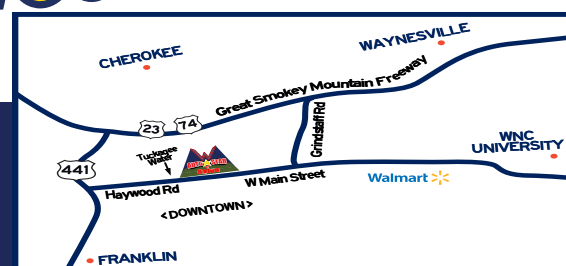 CHEROKEE
WAYNESVILLE
Great Smokey Mountain Freeway
23
74
Grindstaff Rd
WNC
UNIVERSITY
Tuckagee
Water
441
W Main Street
Walmart
Haywood Rd
<DOWNTOWN>
FRANKLIN